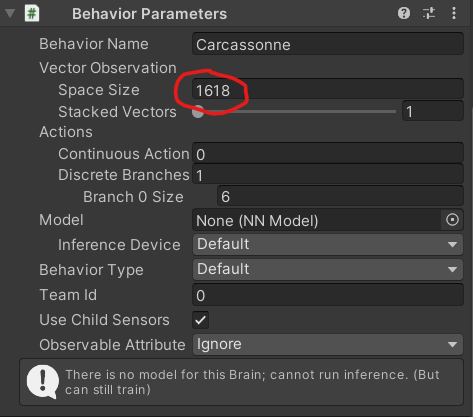 Behavior Parameters
Behavior Name Carcassonne
Vector Observation
Space Size 1618
Stacked Vectors 1
Actions
Continuous Action 0
Discrete Branches 1
Branch 0 Size 6
Model None (NN Model)
Inference Device Default
Behavior Type Default
Team Id 0
Use Child Sensors
Observable Attribute Ignore
There is no model for this Brain; cannot run inference. (But
can still train)